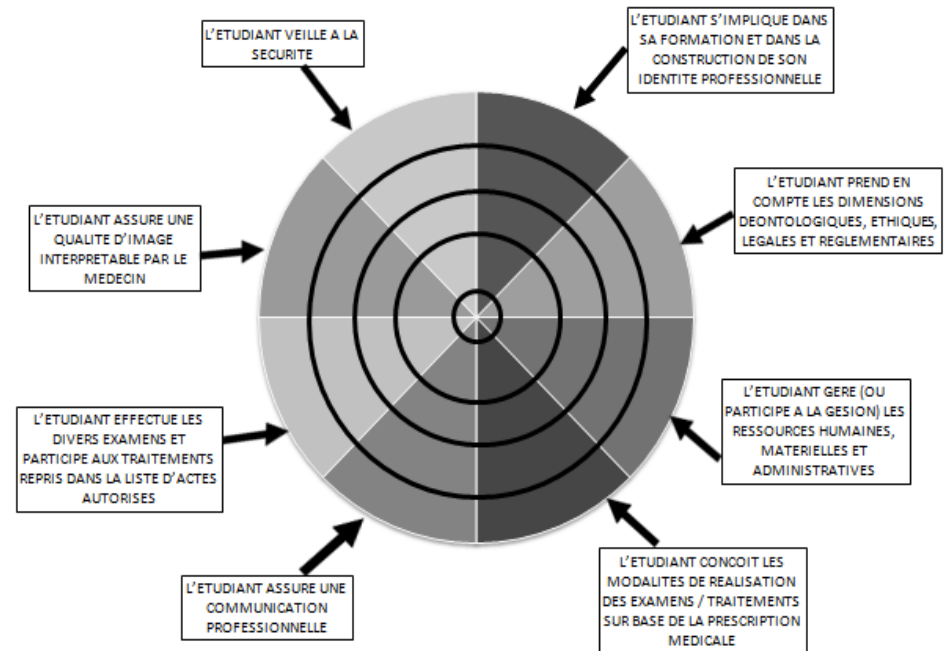 L'ETUDIANT VEILLE A LA
SECURITE
L'ETUDIANT S'IMPLIQUE DANS
SA FORMATION ET DANS LA
CONSTRUCTION DE SON
IDENTITE PROFESSIONNELLE
L'ETUDIANT ASSURE UNE
QUALITE D'IMAGE
INTERPRETABLE PAR LE
MEDECIN
L'ETUDIANT PREND EN
COMPTE LES DIMENSIONS
DEONTOLOGIQUES, ETHIQUES,
LEGALES ET REGLEMENTAIRES
L'ETUDIANT EFFECTUE LES
DIVERS EXAMENS ET
PARTICIPE AUX TRAITEMENTS
REPRIS DANS LA LISTE D'ACTES
AUTORISES
L'ETUDIANT GERE (OU
PARTICIPE A LA GESION) LES
RESSOURCES HUMAINES,
MATERIELLES ET
ADMINISTRATIVES
L'ETUDIANT ASSURE UNE
COMMUNICATION
PROFESSIONNELLE
L'ETUDIANT CONCOIT LES
MODALITES DE REALISATION
DES EXAMENS / TRAITEMENTS
SUR BASE DE LA PRESCRIPTION
MEDICALE